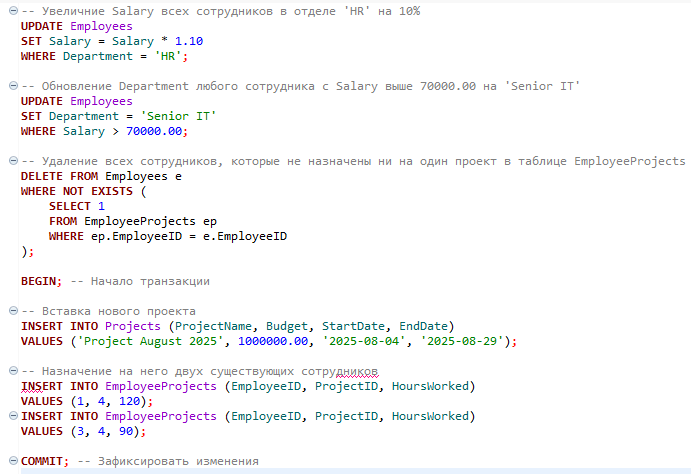 -- Увеличние Salary всех сотрудников в отделе 'HR' на 10%
UPDATE Employees
SET Salary = Salary * 1.10
WHERE Department = 'HR';
-- Обновление Department любого сотрудника с Salary выше 70000.00 на 'Senior IT'
UPDATE Employees
SET Department = 'Senior IT'
WHERE Salary > 70000.00;
-- Удаление всех сотрудников, которые не назначены ни на один проект в таблице EmployeeProjects
DELETE FROM Employees e
WHERE NOT EXISTS (
    SELECT 1
    FROM EmployeeProjects ep
    WHERE ep.EmployeeID = e.EmployeeID
);
BEGIN; -- Начало транзакции
-- Вставка нового проекта
INSERT INTO Projects (ProjectName, Budget, StartDate, EndDate)
VALUES ('Project August 2025', 1000000.00, '2025-08-04', '2025-08-29');
-- Назначение на него двух существующих сотрудников
INSERT INTO EmployeeProjects (EmployeeID, ProjectID, HoursWorked)
VALUES (1, 4, 120);
INSERT INTO EmployeeProjects (EmployeeID, ProjectID, HoursWorked)
VALUES (3, 4, 90);
COMMIT; -- Зафиксировать изменения